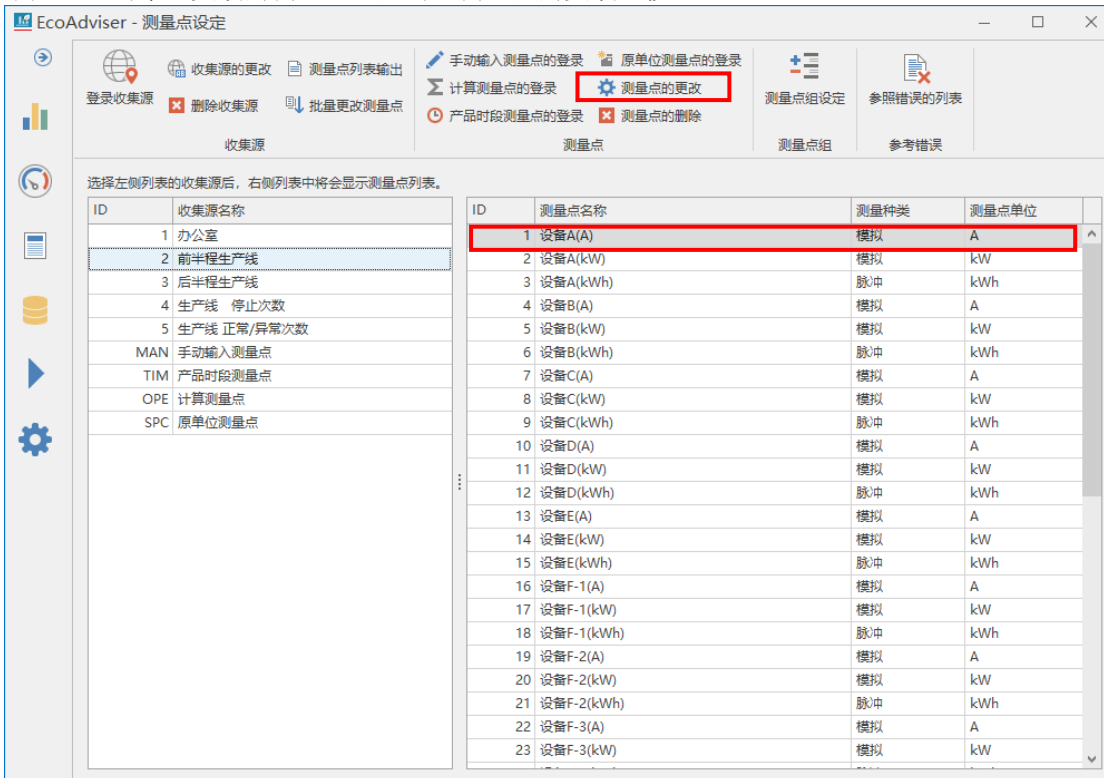 EcoAdviser - 测量点设定
登录收集源
收集源的更改 测量点列表输出
删除收集源 批量更改测量点
收集源
手动输入测量点的登录 原单位测量点的登录
计算测量点的登录 测量点的更改
产品时段测量点的登录 测量点的删除
测量点
测量点组设定
测量点组
参照错误的列表
参考错误
选择左侧列表的收集源后，右侧列表中将会显示测量点列表。
ID 收集源名称
1 办公室
2 前半程生产线
3 后半程生产线
4 生产线 停止次数
5 生产线 正常/异常次数
MAN 手动输入测量点
TIM 产品时段测量点
OPE 计算测量点
SPC 原单位测量点
ID 测量点名称 测量种类 测量点单位
1 设备A(A) 模拟 A
2 设备A(kW) 模拟 kW
3 设备A(kWh) 脉冲 kWh
4 设备B(A) 模拟 A
5 设备B(kW) 模拟 kW
6 设备B(kWh) 脉冲 kWh
7 设备C(A) 模拟 A
8 设备C(kW) 模拟 kW
9 设备C(kWh) 脉冲 kWh
10 设备D(A) 模拟 A
11 设备D(kW) 模拟 kW
12 设备D(kWh) 脉冲 kWh
13 设备E(A) 模拟 A
14 设备E(kW) 模拟 kW
15 设备E(kWh) 脉冲 kWh
16 设备F-1(A) 模拟 A
17 设备F-1(kW) 模拟 kW
18 设备F-1(kWh) 脉冲 kWh
19 设备F-2(A) 模拟 A
20 设备F-2(kW) 模拟 kW
21 设备F-2(kWh) 脉冲 kWh
22 设备F-3(A) 模拟 A
23 设备F-3(kW) 模拟 kW